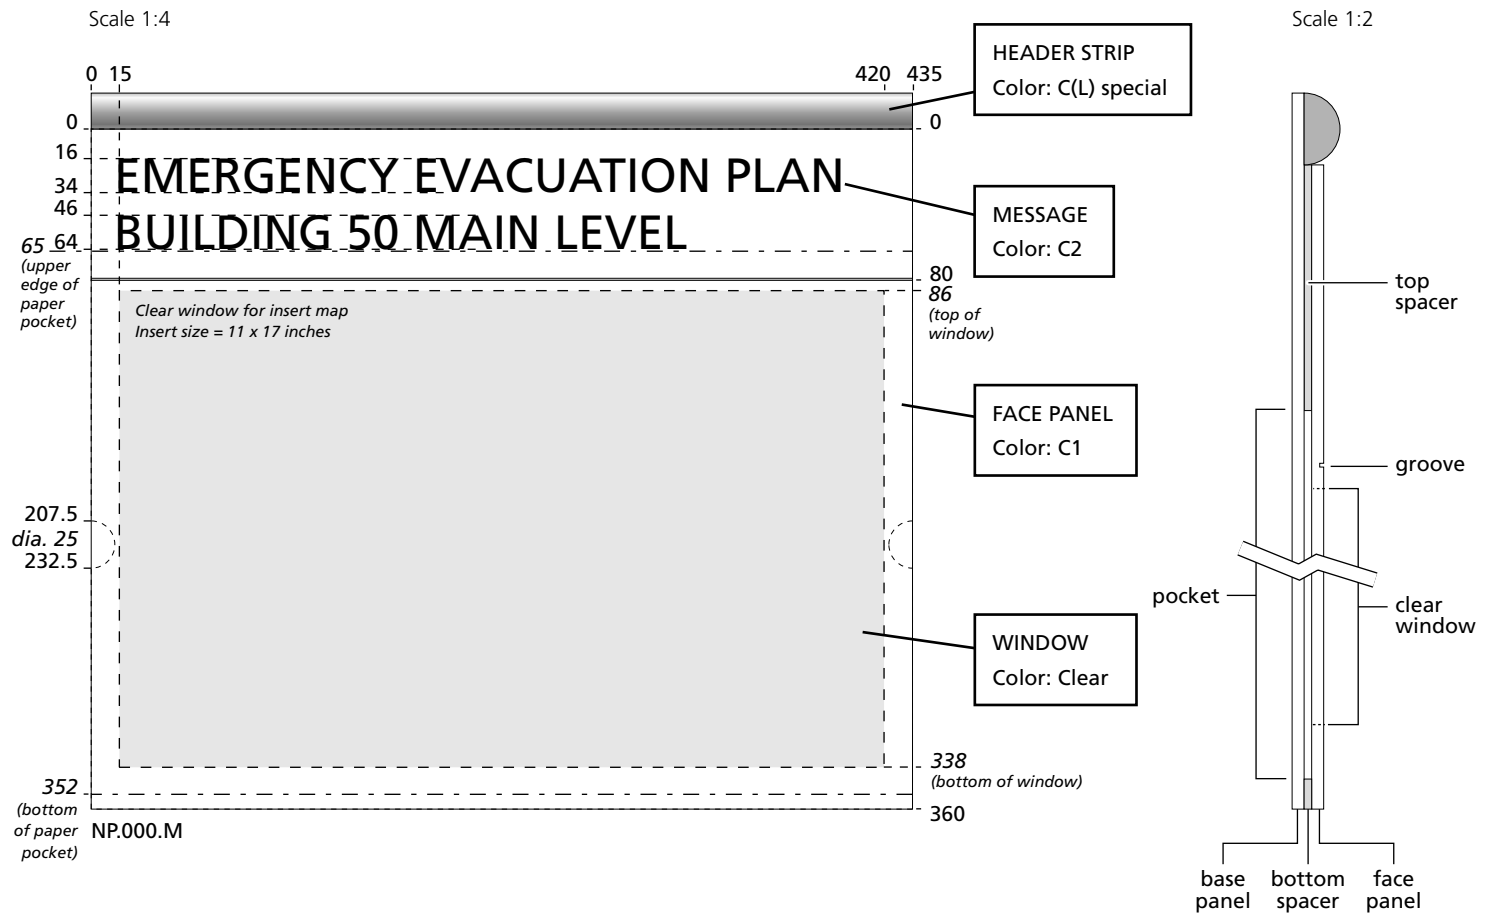 Scale 1:4
Scale 1:2
0 15
420 435
HEADER STRIP
Color: C(L) special
0
0
16
EMERGENCY EVACUATION PLAN
34
46
BUILDING 50 MAIN LEVEL
65 64
(upper
edge of
paper
pocket)
MESSAGE
Color: C2
80
86
(top of
window)
top
spacer
Clear window for insert map
Insert size = 11 x 17 inches
FACE PANEL
Color: C1
groove
207.5
dia. 25
232.5
pocket
clear
window
WINDOW
Color: Clear
338
(bottom of window)
352
(bottom
of paper
pocket)
360
NP.000.M
base
panel
bottom
spacer
face
panel